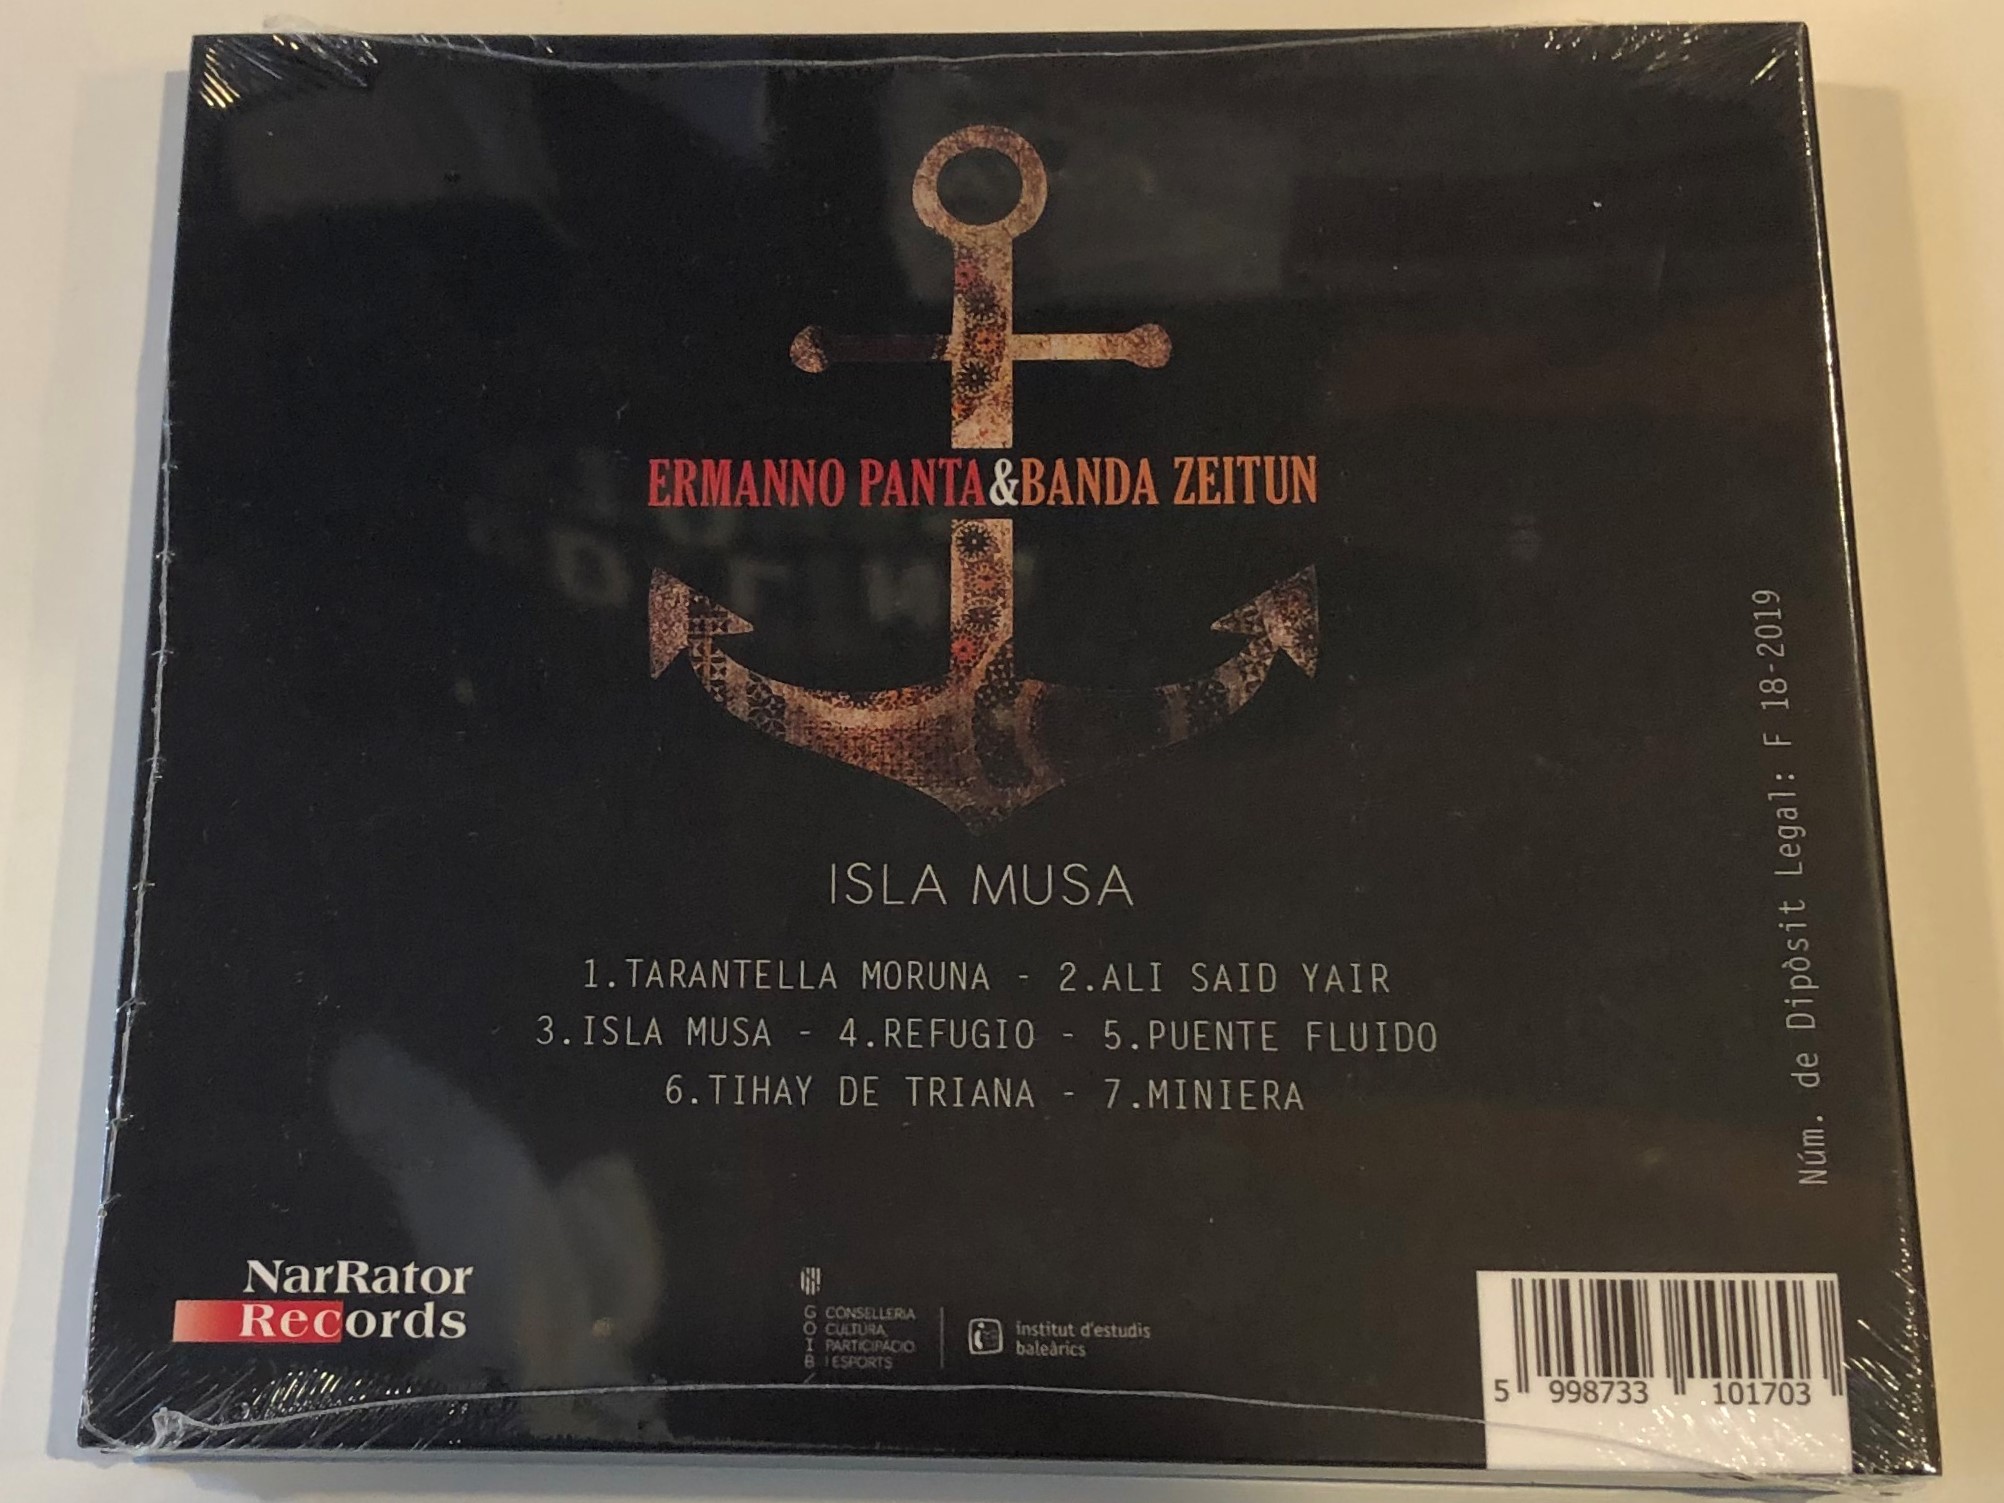 ERMANNO PANTA&BANDA ZEITUN
ISLA MUSA
1.TARANTELLA MORUNA - 2.ALI SAID YAIR
3.ISLA MUSA - 4.REFUGIO - 5.PUENTE FLUIDO
6.TIHAY DE TRIANA - 7.MINIERA
Núm. de Dipòsit Legal: F 18-2019
NarRator
Records
G CONSELLERIA
O CULTURA,
I PARTICIPACIÓ
B I ESPORTS
/
institut d'estudis
baleàrics
5 998733 101703